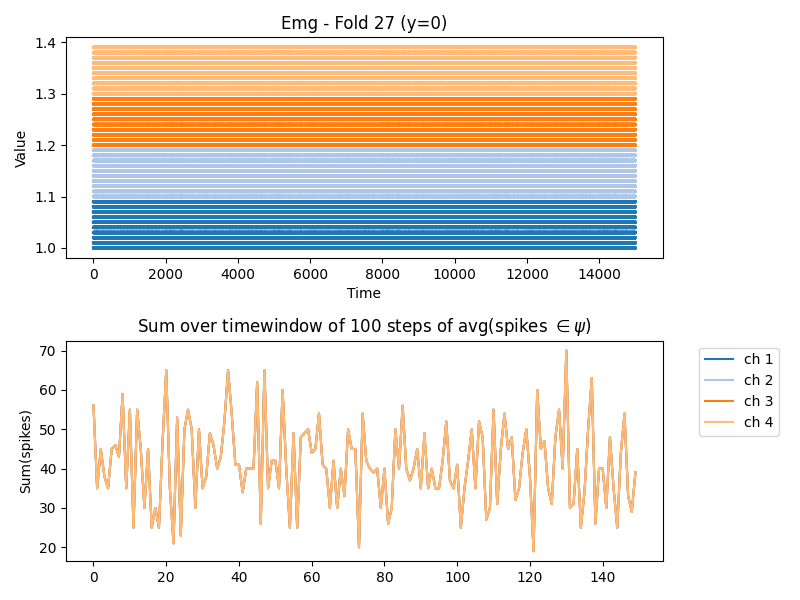 Emg - Fold 27 (y=0)
1.4
1.3
1.2
1.1
1.0
Value
0 2000 4000 6000 8000 10000 12000 14000
Time
Sum over timewindow of 100 steps of avg(spikes ∈ ψ)
70
60
50
40
30
20
Sum(spikes)
0 20 40 60 80 100 120 140
ch 1
ch 2
ch 3
ch 4